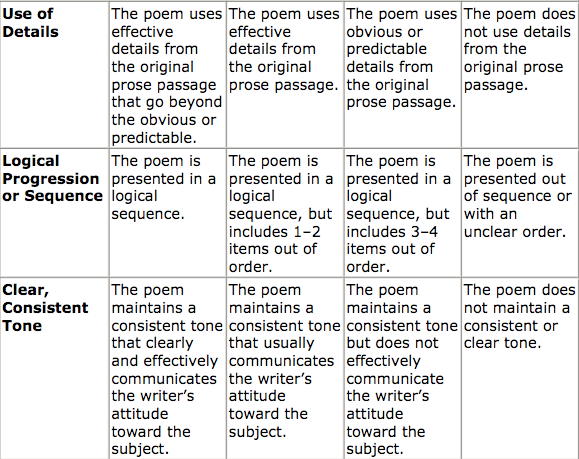 Use of
Details
The poem uses
effective
details from
the original
prose passage
that go beyond
the obvious or
predictable.
The poem uses
effective
details from
the original
prose passage.
The poem uses
obvious or
predictable
details from
the original
prose passage.
The poem does
not use details
from the
original prose
passage.
Logical
Progression
or Sequence
The poem is
presented in a
logical
sequence.
The poem is
presented in a
logical
sequence, but
includes 1–2
items out of
order.
The poem is
presented in a
logical
sequence, but
includes 3–4
items out of
order.
The poem is
presented out
of sequence or
with an
unclear order.
Clear,
Consistent
Tone
The poem
maintains a
consistent tone
that clearly
and effectively
communicates
the writer’s
attitude
toward the
subject.
The poem
maintains a
consistent tone
that usually
communicates
the writer’s
attitude
toward the
subject.
The poem
maintains a
consistent tone
but does not
effectively
communicate
the writer’s
attitude
toward the
subject.
The poem does
not maintain a
consistent or
clear tone.